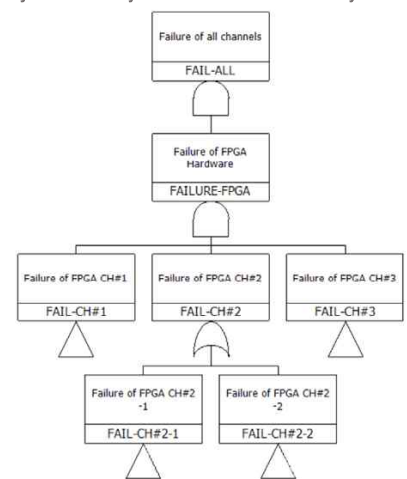 Failure of all channels
FAIL-ALL
Failure of FPGA
Hardware
FAILURE-FPGA
Failure of FPGA CH#1
FAIL-CH#1
Failure of FPGA CH#2
FAIL-CH#2
Failure of FPGA CH#3
FAIL-CH#3
Failure of FPGA CH#2
-1
FAIL-CH#2-1
Failure of FPGA CH#2
-2
FAIL-CH#2-2